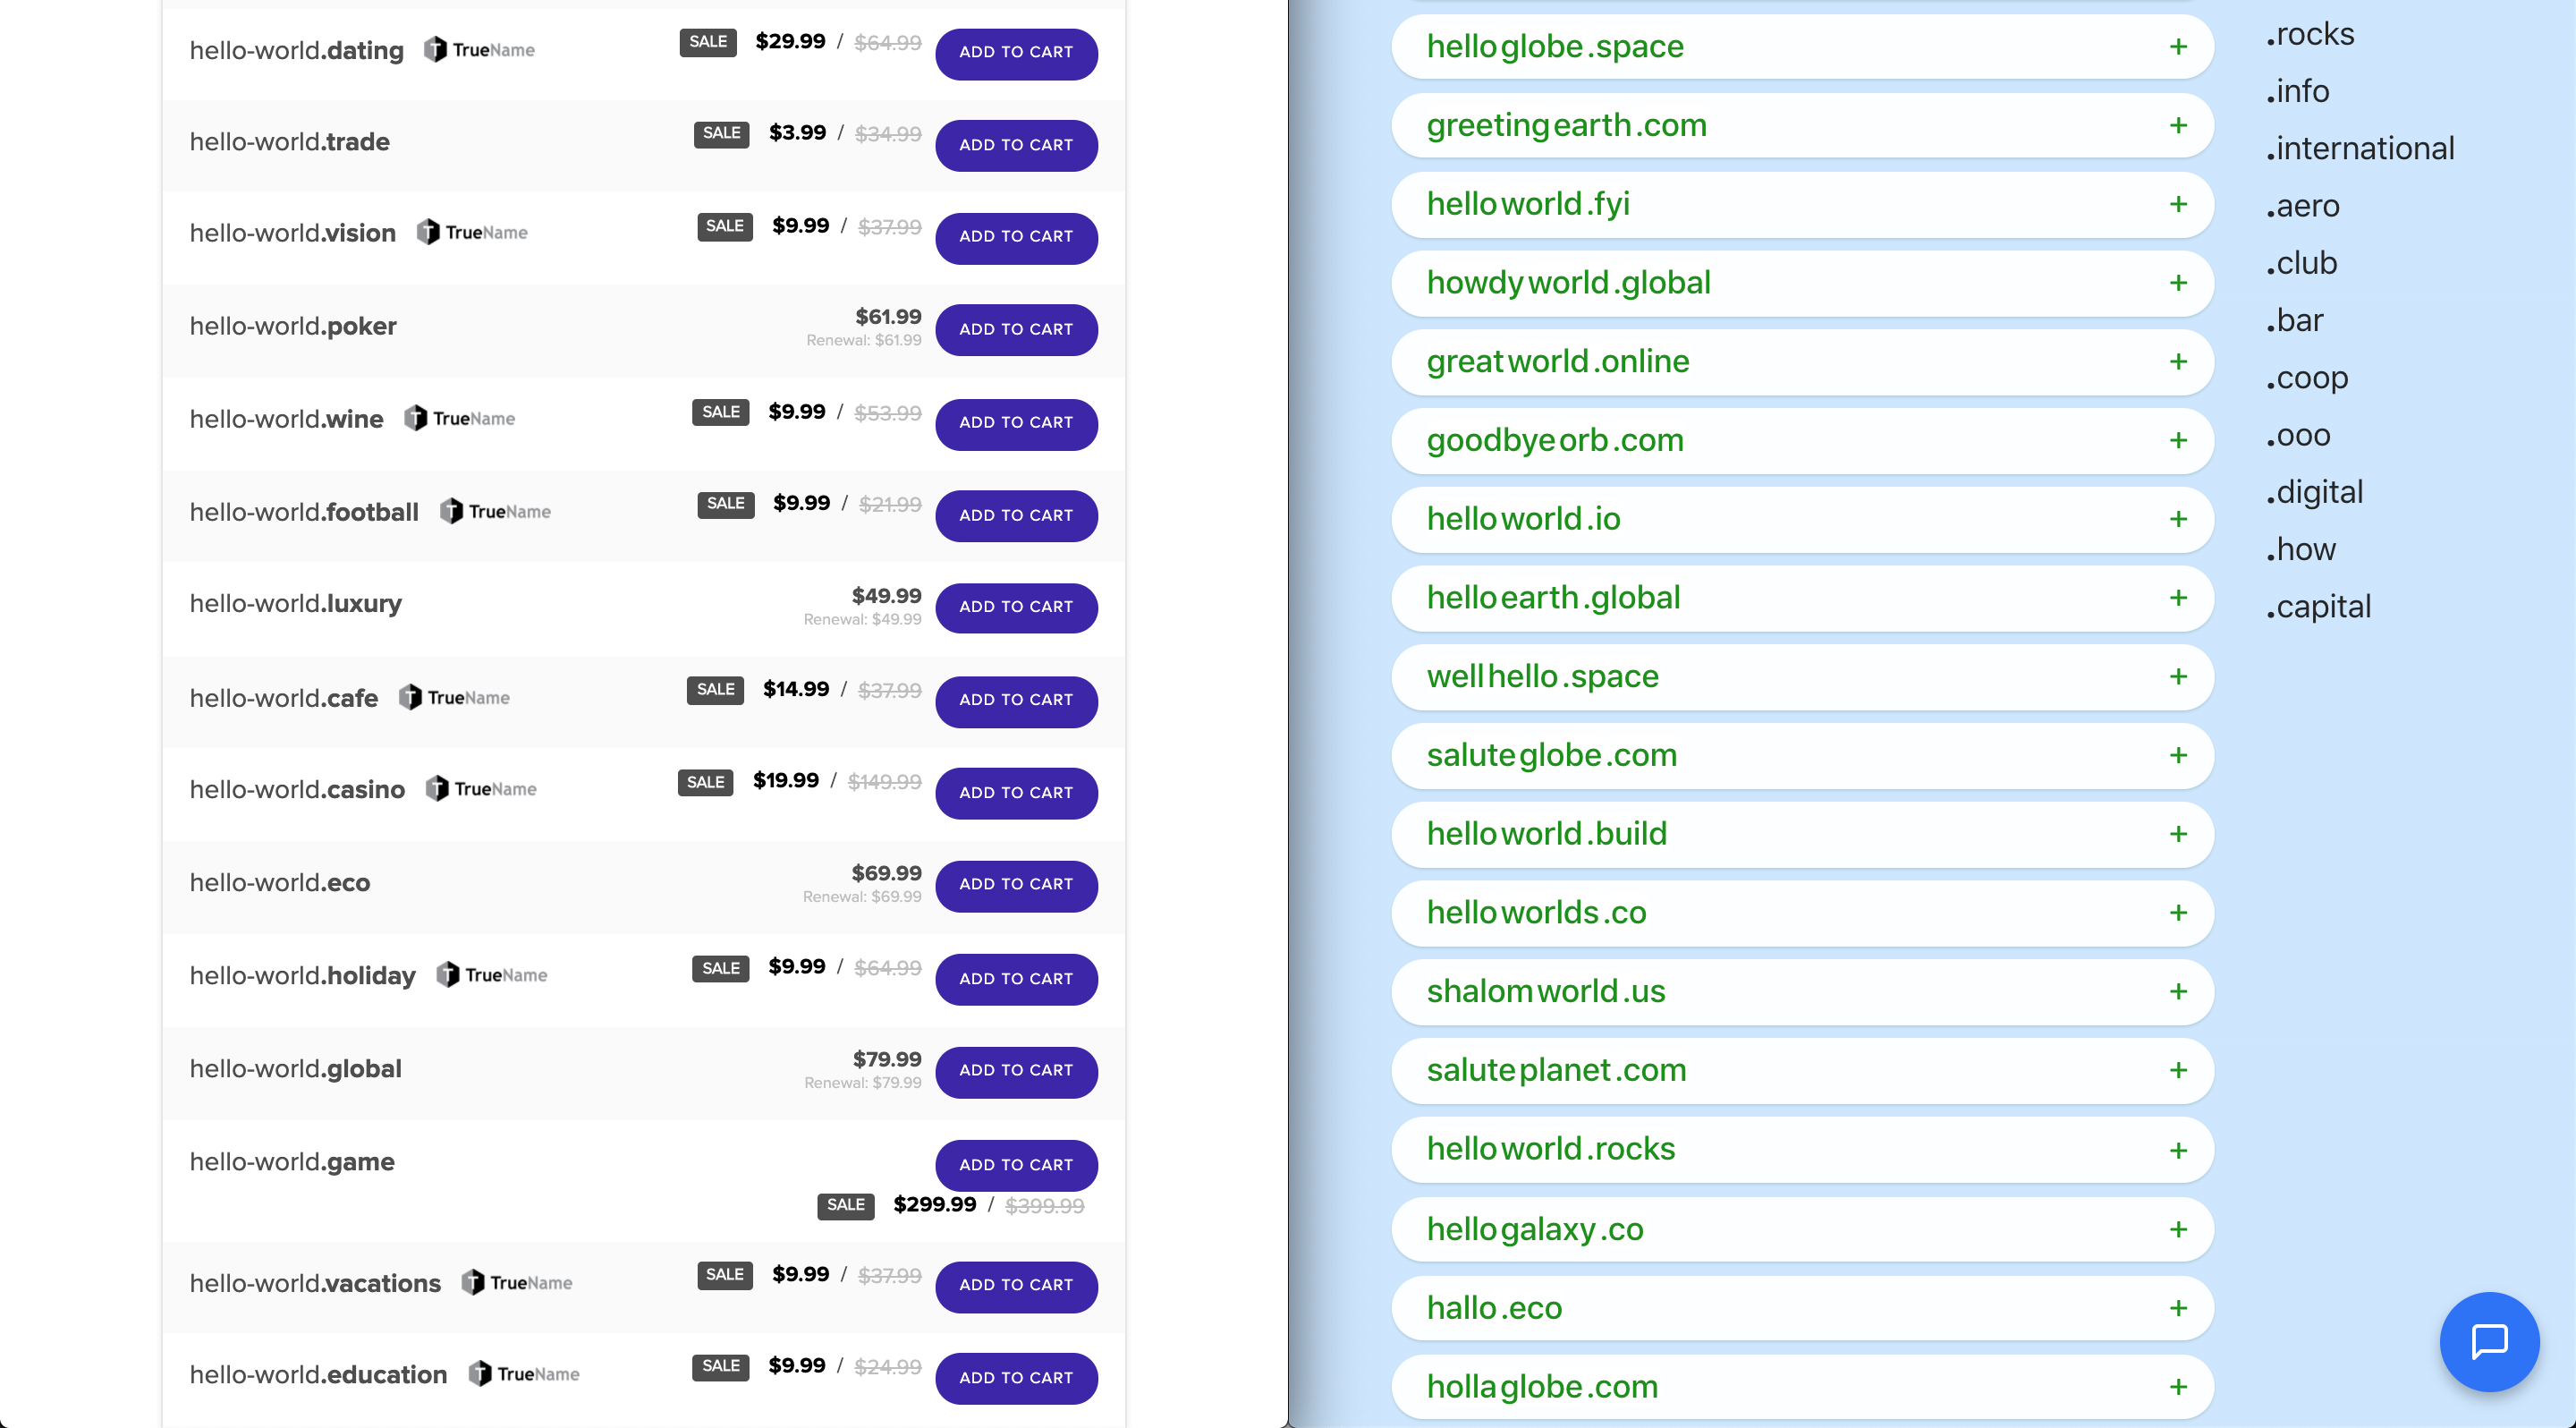 hello-world.dating TrueName SALE $29.99 / $64.99 ADD TO CART
hello-world.trade SALE $3.99 / $34.99 ADD TO CART
hello-world.vision TrueName SALE $9.99 / $37.99 ADD TO CART
hello-world.poker $61.99 ADD TO CART
Renewal: $61.99
hello-world.wine TrueName SALE $9.99 / $53.99 ADD TO CART
hello-world.football TrueName SALE $9.99 / $21.99 ADD TO CART
hello-world.luxury $49.99 ADD TO CART
Renewal: $49.99
hello-world.cafe TrueName SALE $14.99 / $37.99 ADD TO CART
hello-world.casino TrueName SALE $19.99 / $149.99 ADD TO CART
hello-world.eco $69.99 ADD TO CART
Renewal: $69.99
hello-world.holiday TrueName SALE $9.99 / $64.99 ADD TO CART
hello-world.global $79.99 ADD TO CART
Renewal: $79.99
hello-world.game ADD TO CART
SALE $299.99 / $399.99
hello-world.vacations TrueName SALE $9.99 / $37.99 ADD TO CART
hello-world.education TrueName SALE $9.99 / $24.99 ADD TO CART
helloglobe.space +
greetingearth.com +
helloworld.fyi +
howdyworld.global +
greatworld.online +
goodbyeorb.com +
helloworld.io +
helloearth.global +
wellhello.space +
saluteglobe.com +
helloworld.build +
helloworlds.co +
shalomworld.us +
saluteplanet.com +
helloworld.rocks +
hellogalaxy.co +
hallo.eco +
hollaglobe.com +
.rocks
.info
.international
.aero
.club
.bar
.coop
.ooo
.digital
.how
.capital